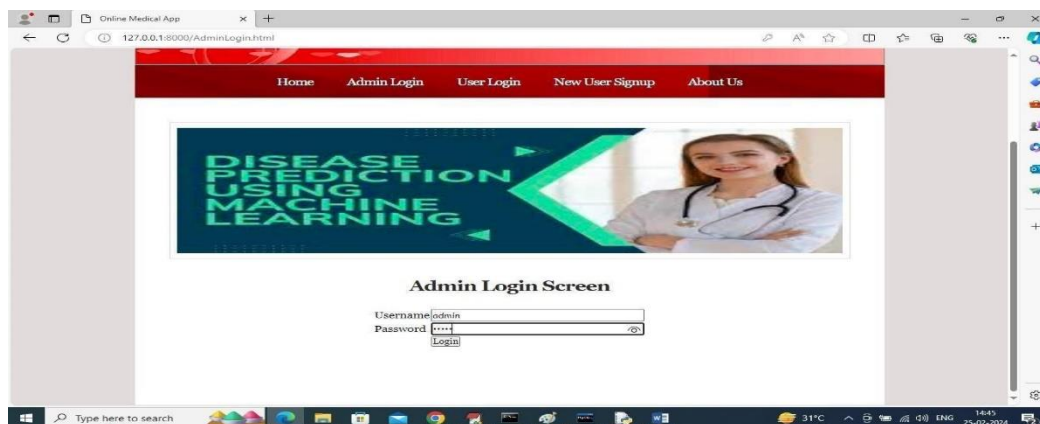 Online Medical App
127.0.0.1:8000/AdminLogin.html
Home Admin Login User Login New User Signup About Us
DISEASE
PREDICTION
USING
MACHINE
LEARNING
Admin Login Screen
Username admin
Password •••••
Login
Type here to search
31°C
ENG
14:45
25-02-2024